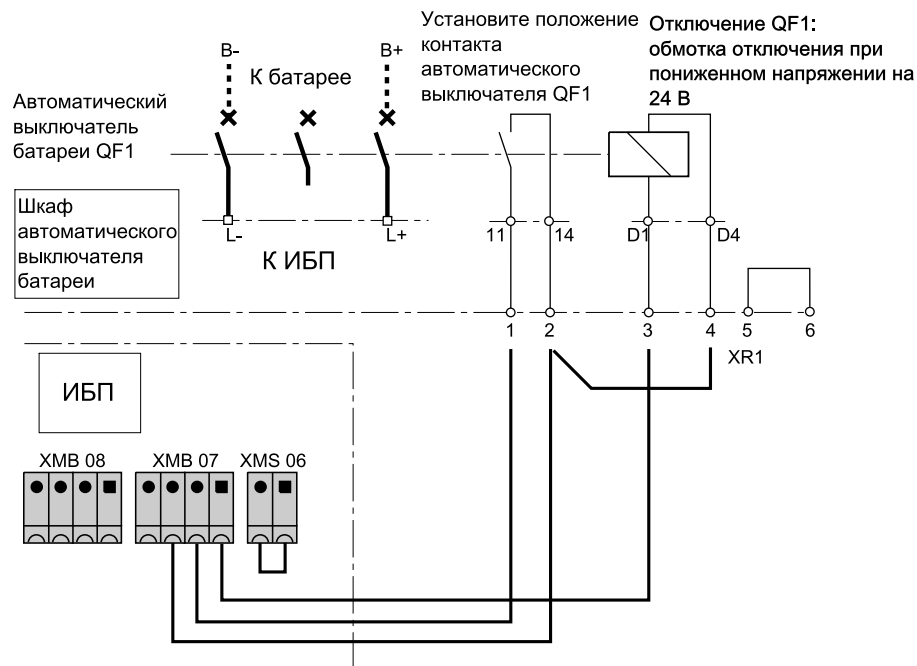 Установите положение
контакта
автоматического
выключателя QF1
Отключение QF1:
обмотка отключения при
пониженном напряжении на
24 В
B-
B+
К батарее
Автоматический
выключатель
батареи QF1
Шкаф
автоматического
выключателя
батареи
L-
L+
К ИБП
11
14
D1
D4
1
2
3
4
5
6
XR1
ИБП
XMB 08
XMB 07
XMS 06